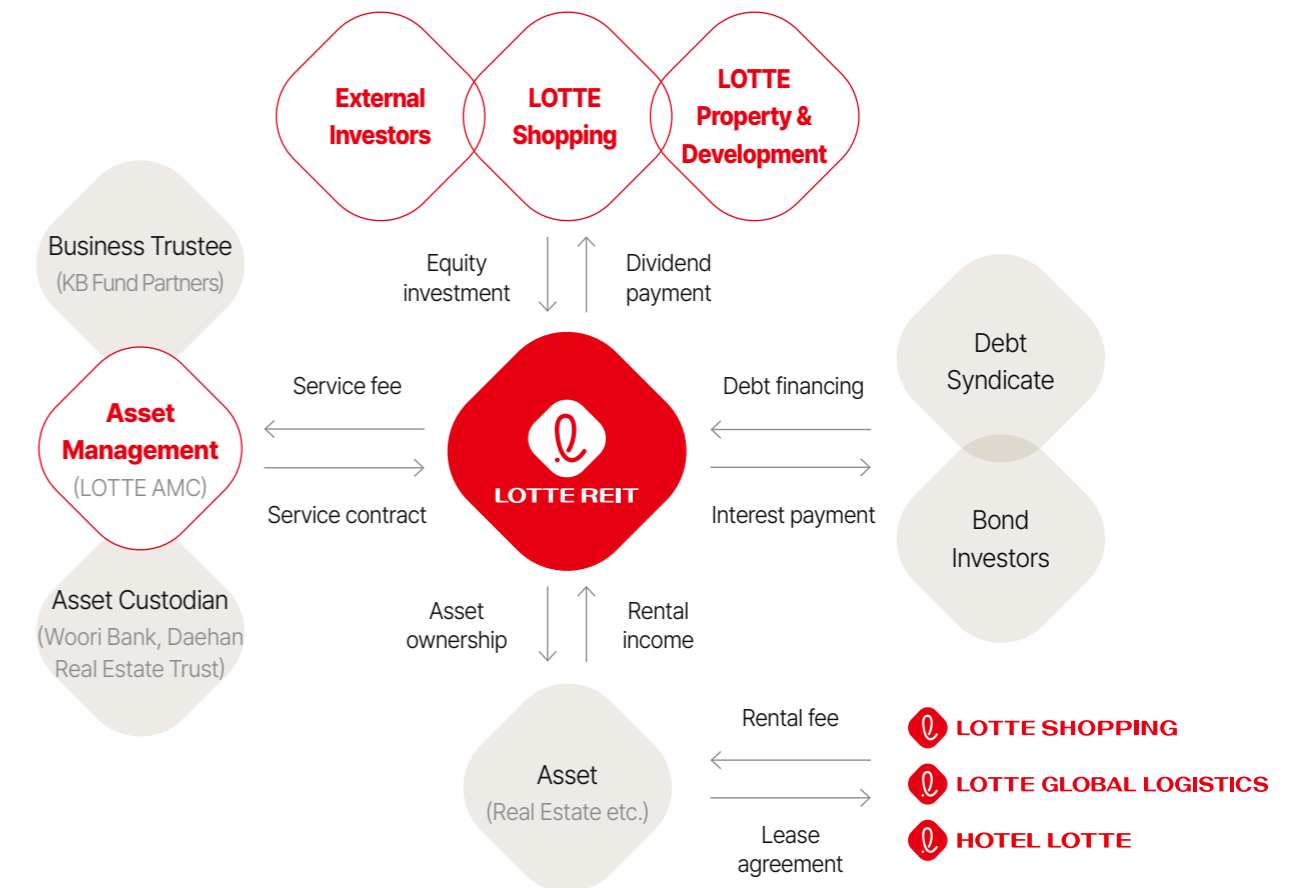 External
Investors
LOTTE
Shopping
LOTTE
Property &
Development
Business Trustee
(KB Fund Partners)
Equity
investment
Dividend
payment
Debt
Syndicate
Service fee
Debt financing
Asset
Management
(LOTTE AMC)
LOTTE REIT
Service contract
Interest payment
Bond
Investors
Asset Custodian
(Woori Bank, Daehan
Real Estate Trust)
Asset
ownership
Rental
income
Rental fee
LOTTE SHOPPING
Asset
(Real Estate etc.)
LOTTE GLOBAL LOGISTICS
Lease
agreement
HOTEL LOTTE